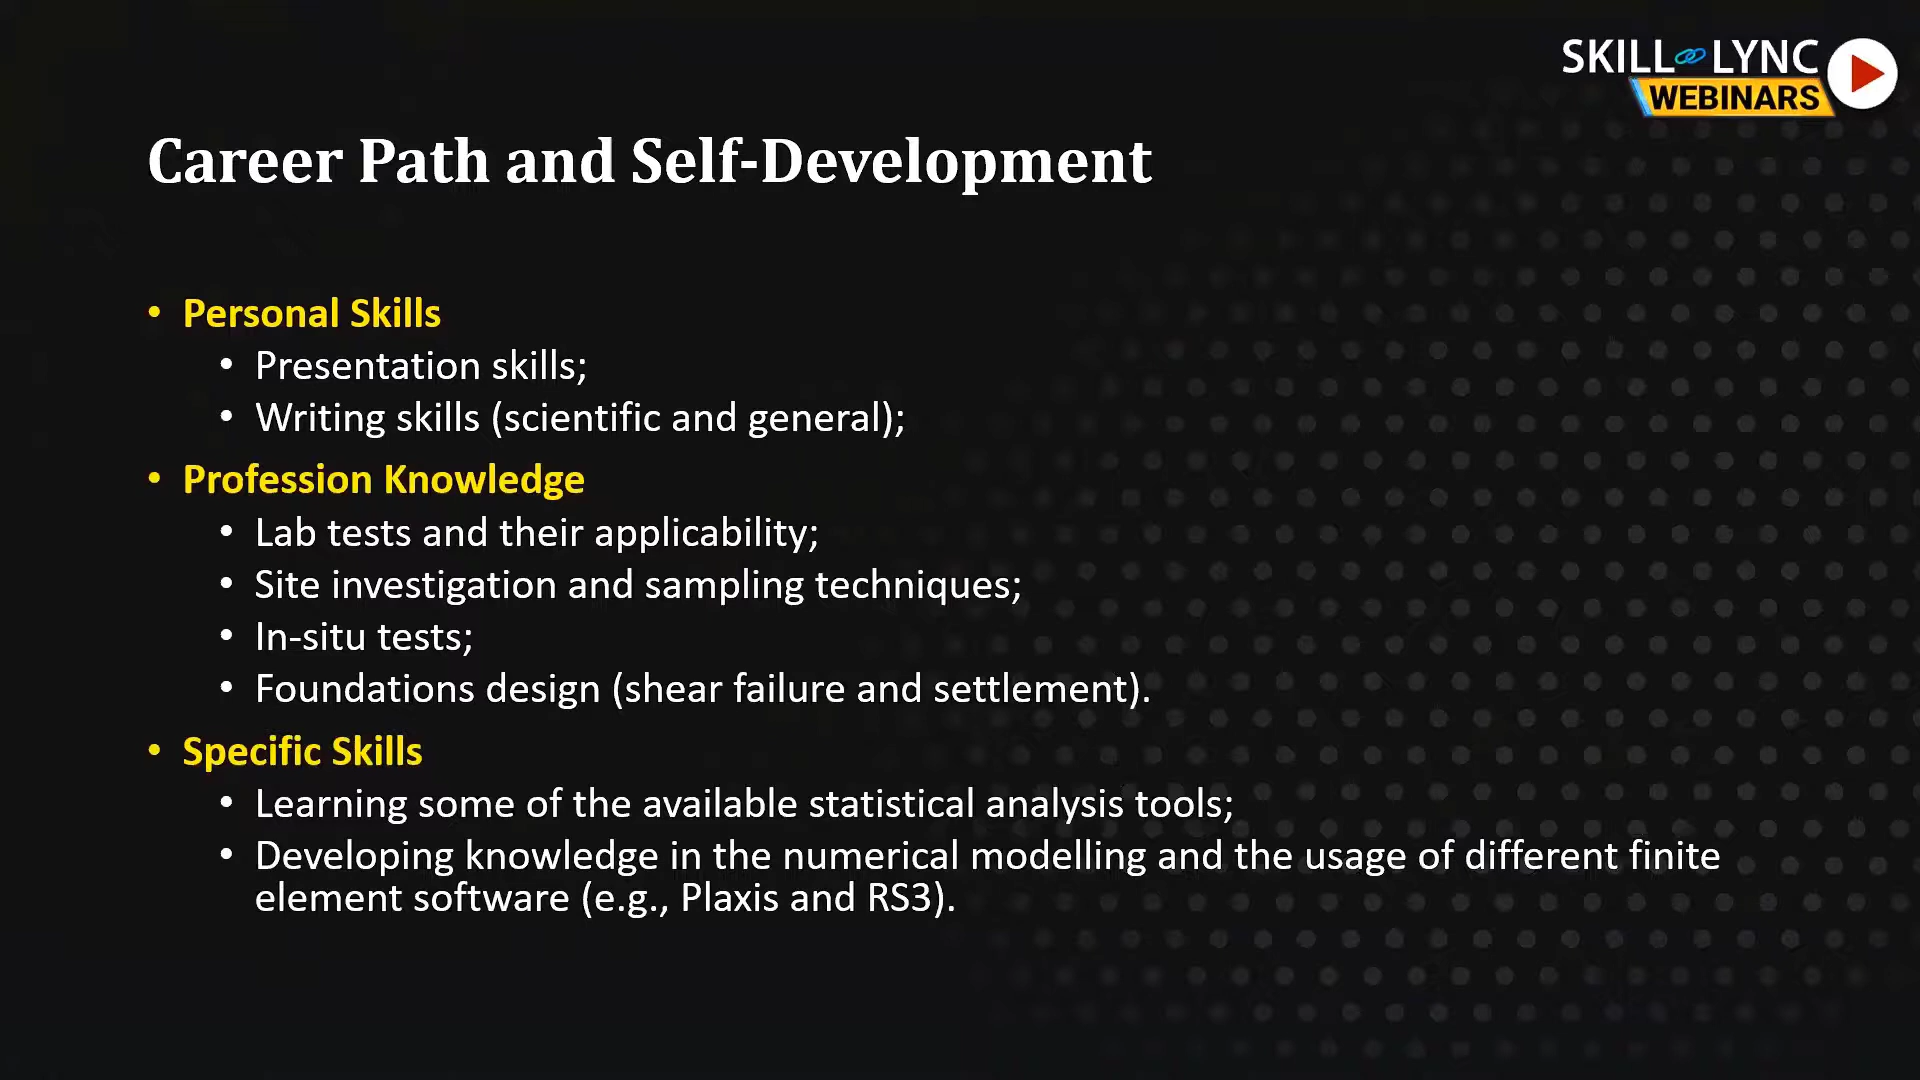 SKILL LYNC
WEBINARS
Career Path and Self-Development
• Personal Skills
• Presentation skills;
• Writing skills (scientific and general);
• Profession Knowledge
• Lab tests and their applicability;
• Site investigation and sampling techniques;
• In-situ tests;
• Foundations design (shear failure and settlement).
• Specific Skills
• Learning some of the available statistical analysis tools;
• Developing knowledge in the numerical modelling and the usage of different finite
element software (e.g., Plaxis and RS3).